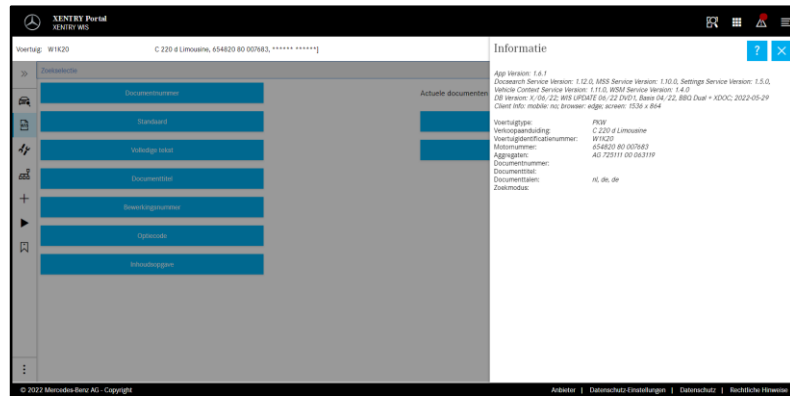 XENTRY Portal
XENTRY WIS
Voertuig: W1K20 C 220 d Limousine, 654820 80 007683, ****** ******]
Zoekselectie
Documentnummer
Standaard
Volledige tekst
Documenttitel
Bewerkingsnummer
Optiecode
Inhoudsopgave
Actuele documenten
Informatie
?
App Version: 1.6.1
Docsearch Service Version: 1.12.0, MSS Service Version: 1.10.0, Settings Service Version: 1.5.0,
Vehicle Context Service Version: 1.11.0, WSM Service Version: 1.4.0
DB Version: X/06/22; WIS UPDATE 06/22 DVD1, Basis 04/22, BBQ Dual + XDOC; 2022-05-29
Client Info: mobile: no; browser: edge; screen: 1536 x 864
Voertuigtype: PKW
Verkoopaanduiding: C 220 d Limousine
Voertuigidentificatienummer: W1K20
Motornummer: 654820 80 007683
Aggregaten: AG 725111 00 063119
Documentnummer:
Documenttitel:
Documenttalen: nl, de, de
Zoekmodus:
© 2022 Mercedes-Benz AG - Copyright
Anbieter | Datenschutz-Einstellungen | Datenschutz | Rechtliche Hinweise